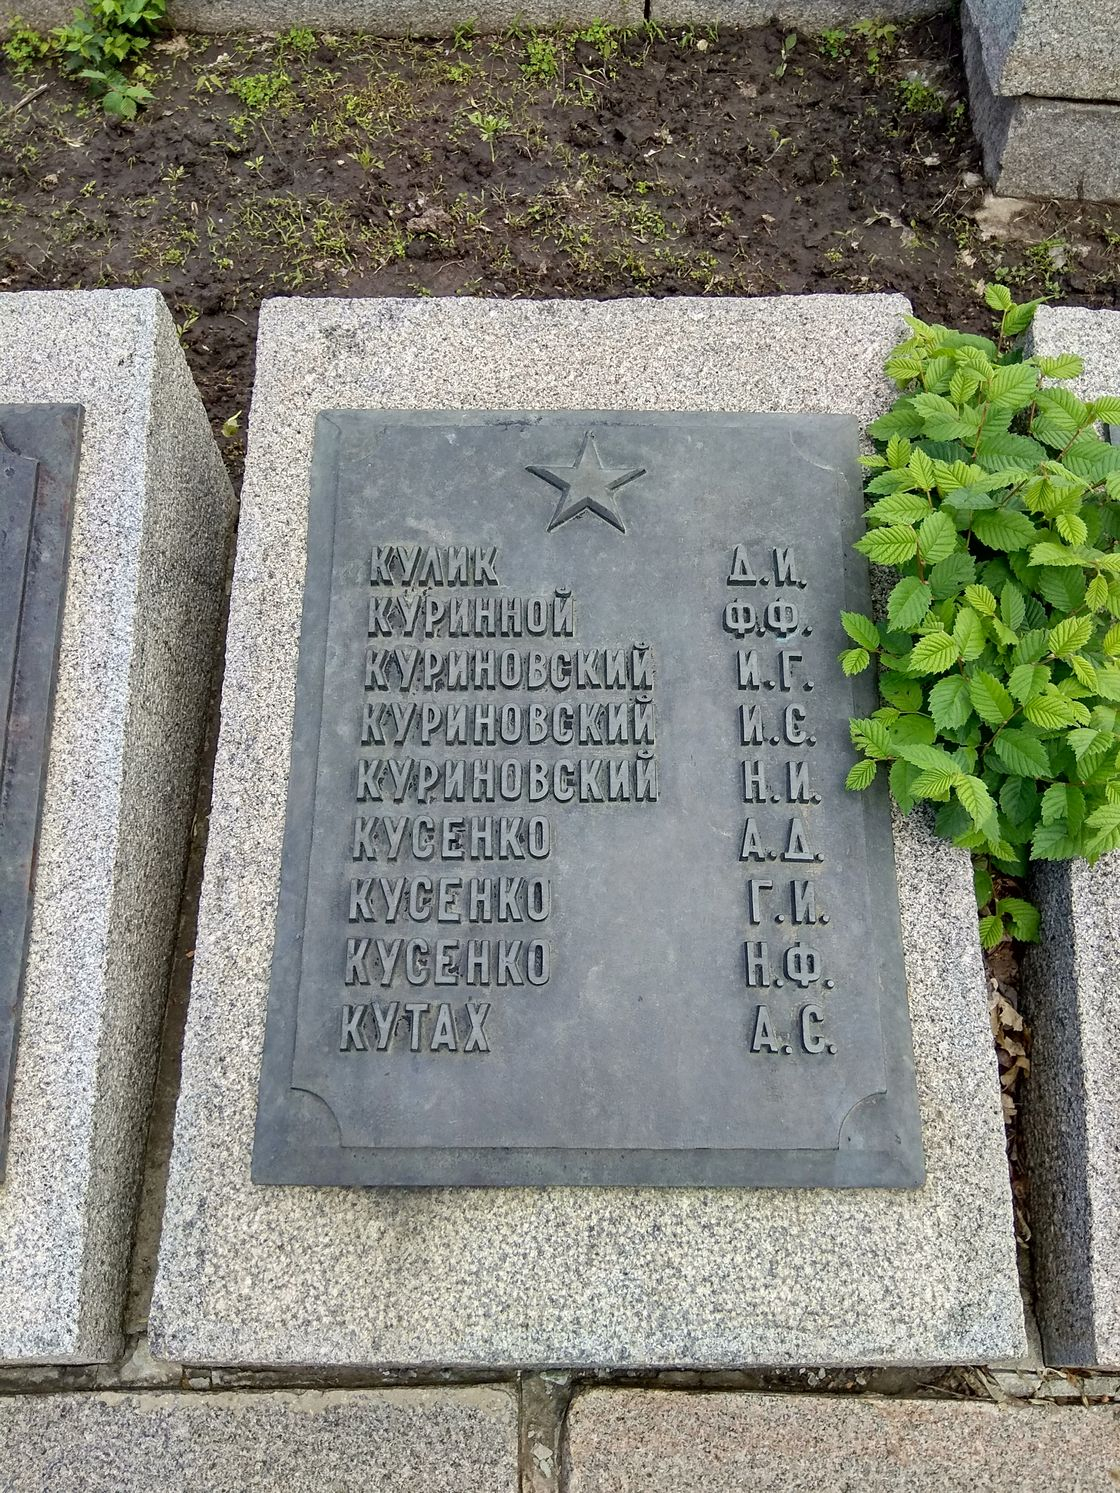 КУЛИК Д.И.
КУРИННОЙ Ф.Ф.
КУРИНОВСКИЙ И.Г.
КУРИНОВСКИЙ И.С.
КУРИНОВСКИЙ Н.И.
КУСЕНКО А.Д.
КУСЕНКО Г.И.
КУСЕНКО Н.Ф.
КУТАХ А.С.